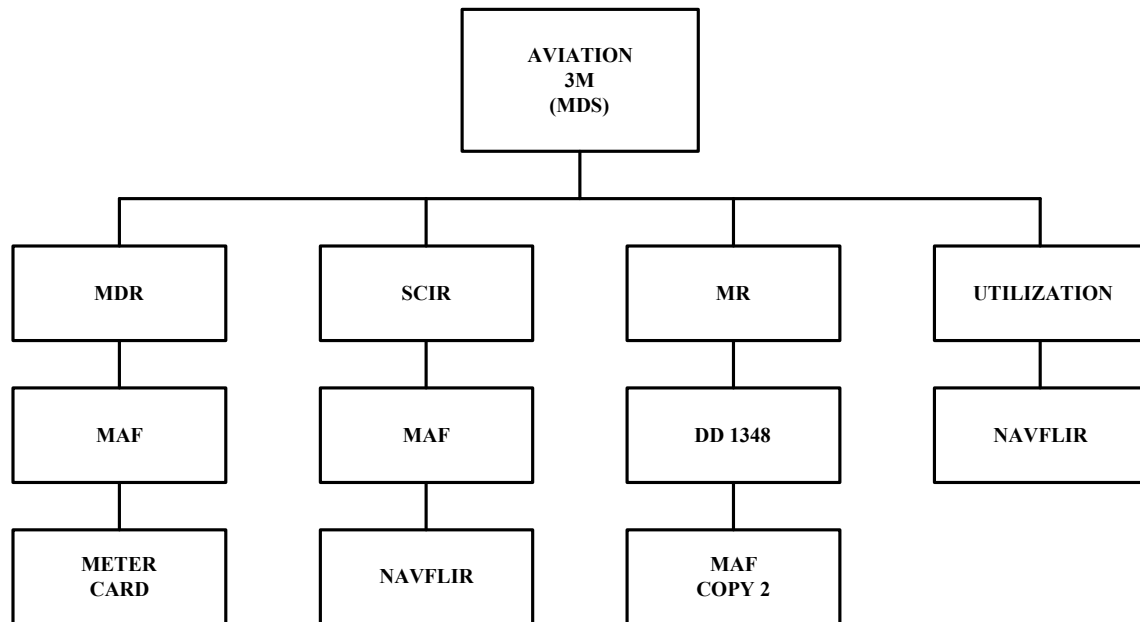 AVIATION
3M
(MDS)
MDR
SCIR
MR
UTILIZATION
MAF
MAF
DD 1348
NAVFLIR
METER
CARD
NAVFLIR
MAF
COPY 2